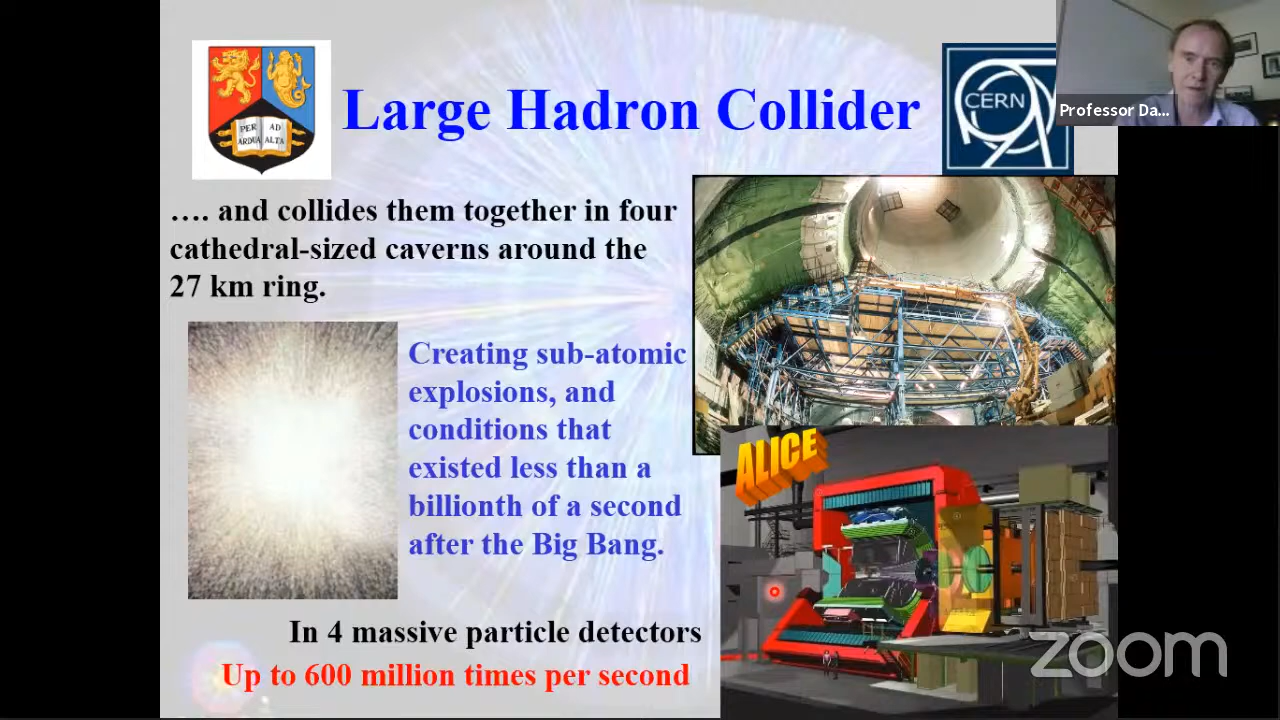 PER AD
ARDUA ALTA
Large Hadron Collider
CERN
Professor Da...
.... and collides them together in four
cathedral-sized caverns around the
27 km ring.
Creating sub-atomic
explosions, and
conditions that
existed less than a
billionth of a second
after the Big Bang.
ALICE
In 4 massive particle detectors
Up to 600 million times per second
zoom